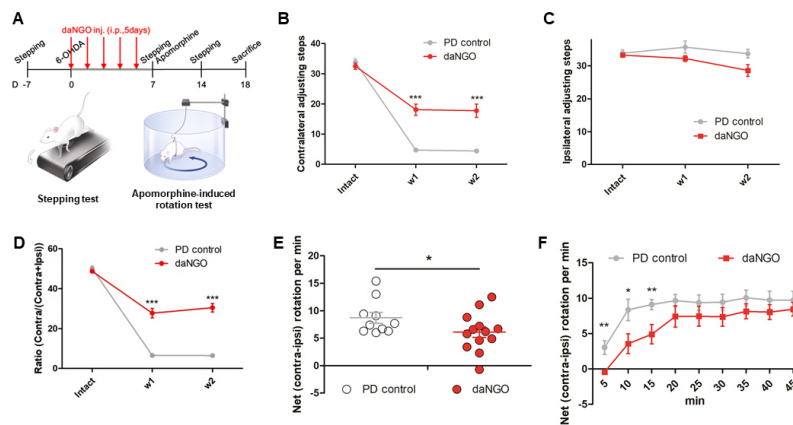 A
daNGO inj. (i.p.,5days)
Stepping
6-OHDA
Stepping
Apomorphine
Stepping
Sacrifice
D -7 0 7 14 18
Stepping test
Apomorphine-induced
rotation test
B
PD control
daNGO
Contralateral adjusting steps
40
30
20
10
0
***
***
Intact
w1
w2
C
Ipsilateral adjusting steps
30
20
10
0
PD control
daNGO
Intact
w1
w2
D
PD control
daNGO
Ratio (Contra/(Contra+Ipsi))
60
40
20
0
***
***
Intact
w1
w2
E
Net (contra-ipsi) rotation per min
20
15
10
5
0
-5
*
PD control
daNGO
F
PD control
daNGO
Net (contra-ipsi) rotation per min
15
10
5
0
-5
**
*
**
5 10 15 20 25 30 35 40 45
min